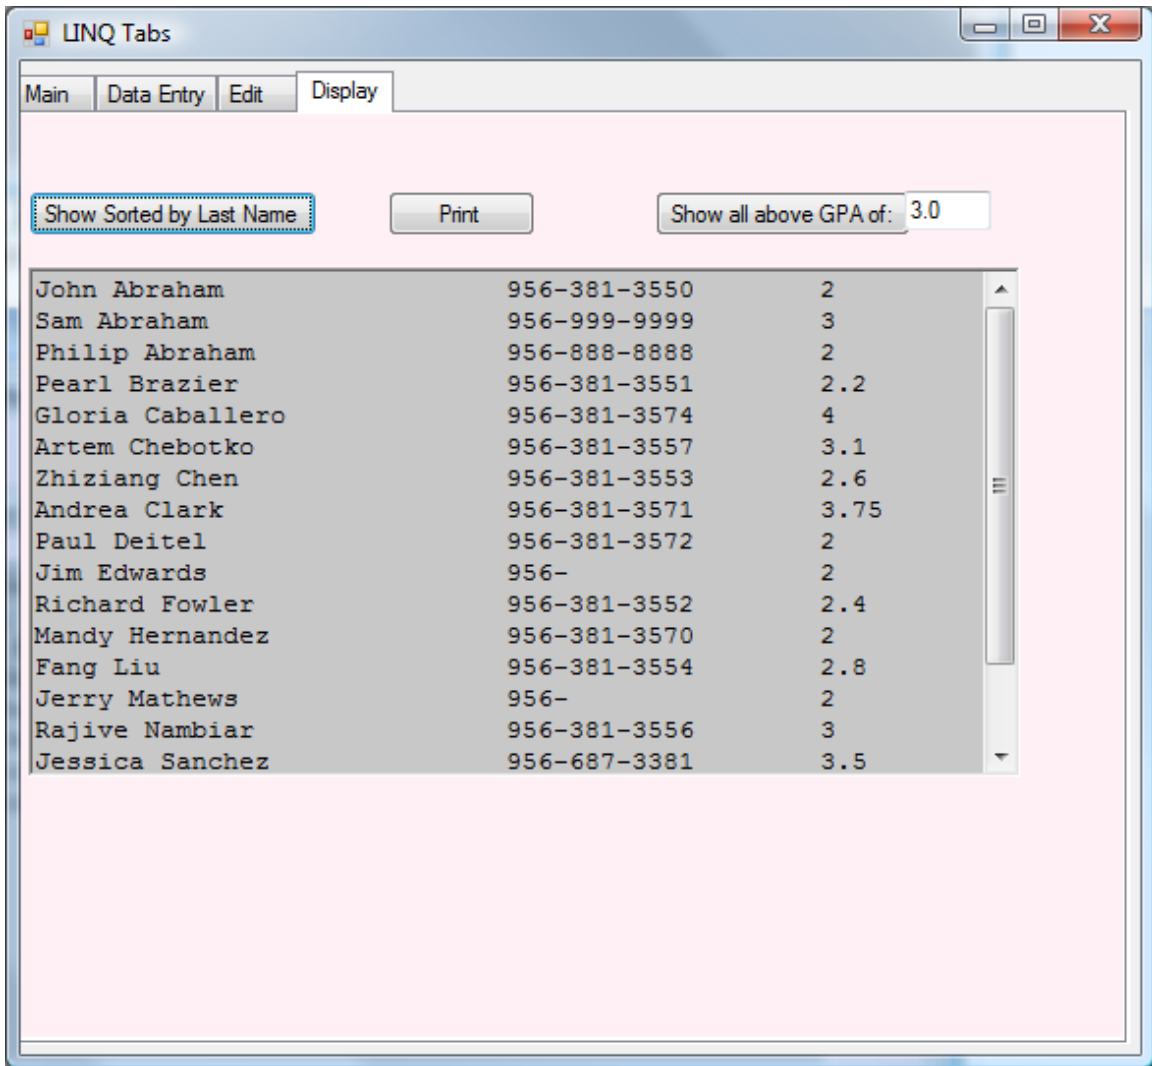 LINQ Tabs
Main Data Entry Edit Display
Show Sorted by Last Name Print Show all above GPA of: 3.0
John Abraham 956-381-3550 2
Sam Abraham 956-999-9999 3
Philip Abraham 956-888-8888 2
Pearl Brazier 956-381-3551 2.2
Gloria Caballero 956-381-3574 4
Artem Chebotko 956-381-3557 3.1
Zhiziang Chen 956-381-3553 2.6
Andrea Clark 956-381-3571 3.75
Paul Deitel 956-381-3572 2
Jim Edwards 956- 2
Richard Fowler 956-381-3552 2.4
Mandy Hernandez 956-381-3570 2
Fang Liu 956-381-3554 2.8
Jerry Mathews 956- 2
Rajive Nambiar 956-381-3556 3
Jessica Sanchez 956-687-3381 3.5